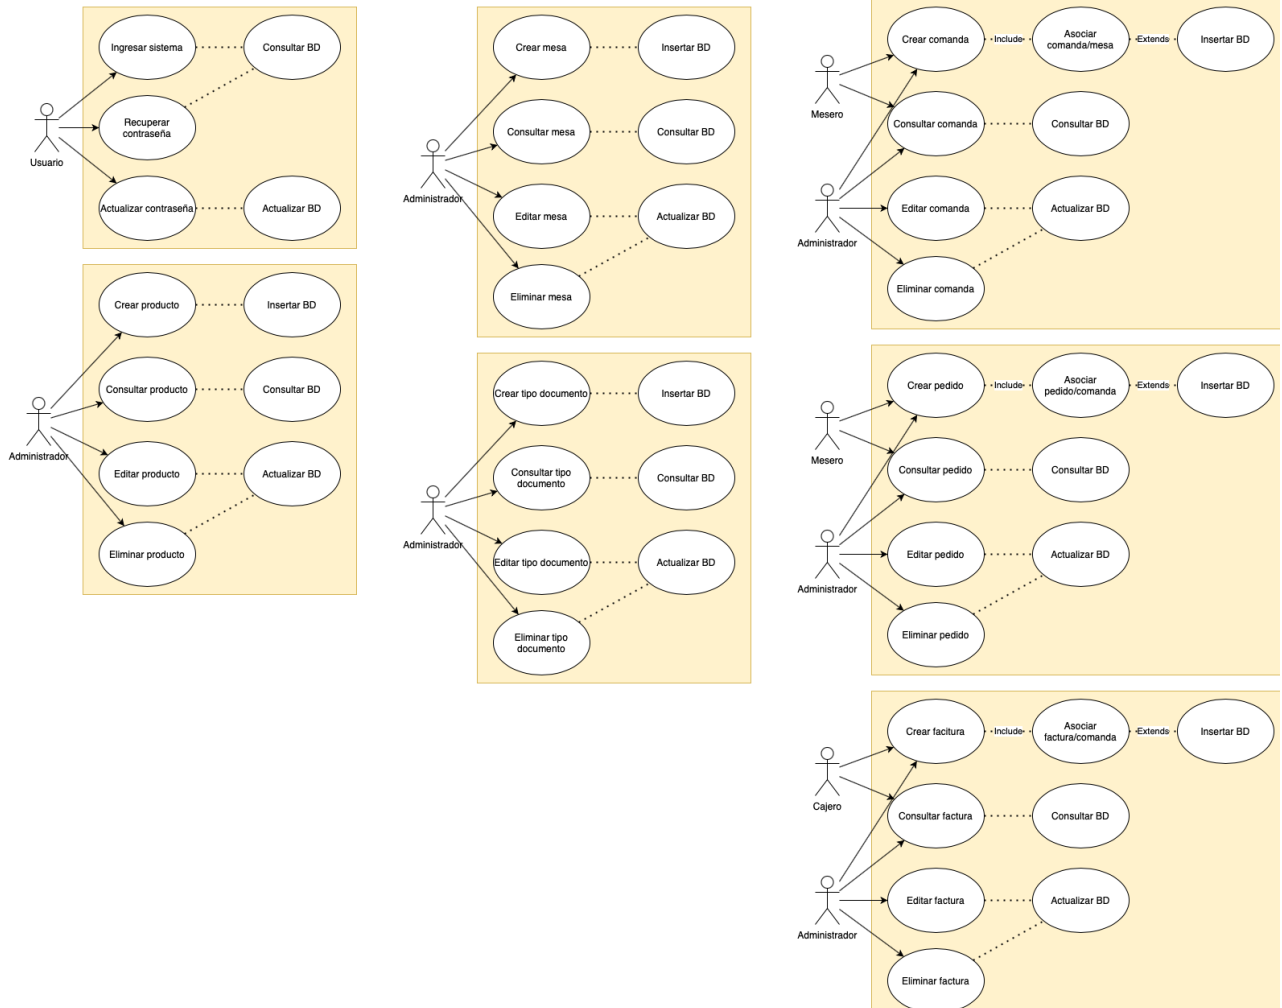 Ingresar sistema
Consultar BD
Recuperar
contraseña
Usuario
Actualizar contraseña
Actualizar BD
Crear producto
Insertar BD
Consultar producto
Consultar BD
Administrador
Editar producto
Actualizar BD
Eliminar producto
Crear mesa
Insertar BD
Consultar mesa
Consultar BD
Administrador
Editar mesa
Actualizar BD
Eliminar mesa
Crear tipo documento
Insertar BD
Consultar tipo
documento
Consultar BD
Administrador
Editar tipo documento
Actualizar BD
Eliminar tipo
documento
Crear comanda
Include
Asociar
comanda/mesa
Extends
Insertar BD
Mesero
Consultar comanda
Consultar BD
Administrador
Editar comanda
Actualizar BD
Eliminar comanda
Crear pedido
Include
Asociar
pedido/comanda
Extends
Insertar BD
Mesero
Consultar pedido
Consultar BD
Administrador
Editar pedido
Actualizar BD
Eliminar pedido
Crear facitura
Include
Asociar
factura/comanda
Extends
Insertar BD
Cajero
Consultar factura
Consultar BD
Administrador
Editar factura
Actualizar BD
Eliminar factura